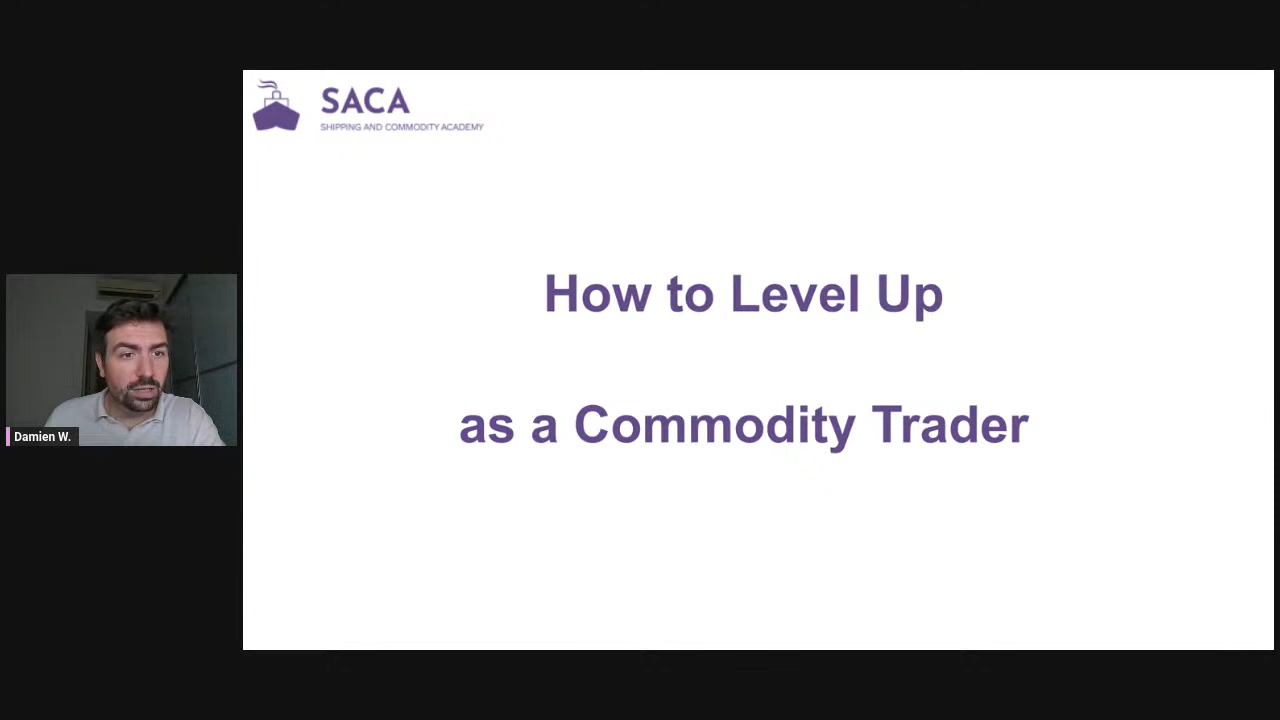 SACA
SHIPPING AND COMMODITY ACADEMY
How to Level Up
as a Commodity Trader
Damien W.